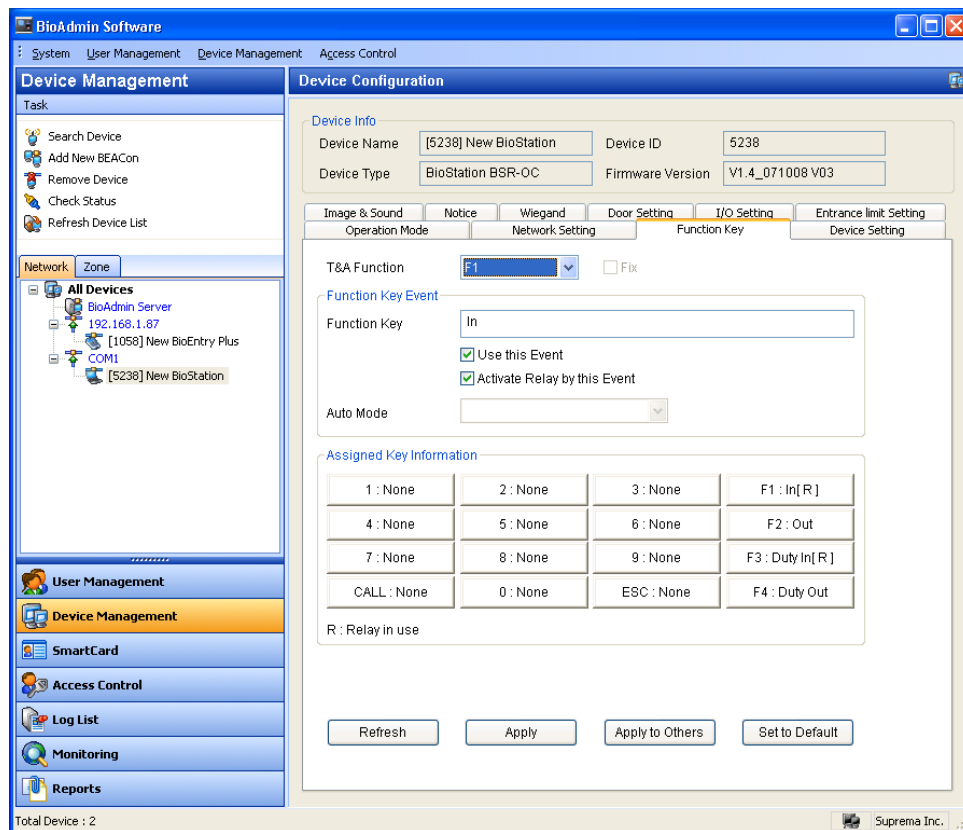 BioAdmin Software
System User Management Device Management Access Control
Device Management
Task
Search Device
Add New BEACon
Remove Device
Check Status
Refresh Device List
Network Zone
All Devices
BioAdmin Server
192.168.1.87
[1058] New BioEntry Plus
COM1
[5238] New BioStation
User Management
Device Management
SmartCard
Access Control
Log List
Monitoring
Reports
Device Configuration
Device Info
Device Name [5238] New BioStation Device ID 5238
Device Type BioStation BSR-OC Firmware Version V1.4_071008 V03
Image & Sound Notice Wiegand Door Setting I/O Setting Entrance limit Setting
Operation Mode Network Setting Function Key Device Setting
T&A Function F1 Fix
Function Key Event
Function Key In
Use this Event
Activate Relay by this Event
Auto Mode
Assigned Key Information
1 : None 2 : None 3 : None F1 : In[ R ]
4 : None 5 : None 6 : None F2 : Out
7 : None 8 : None 9 : None F3 : Duty In[ R ]
CALL : None 0 : None ESC : None F4 : Duty Out
R : Relay in use
Refresh Apply Apply to Others Set to Default
Total Device : 2 Suprema Inc.